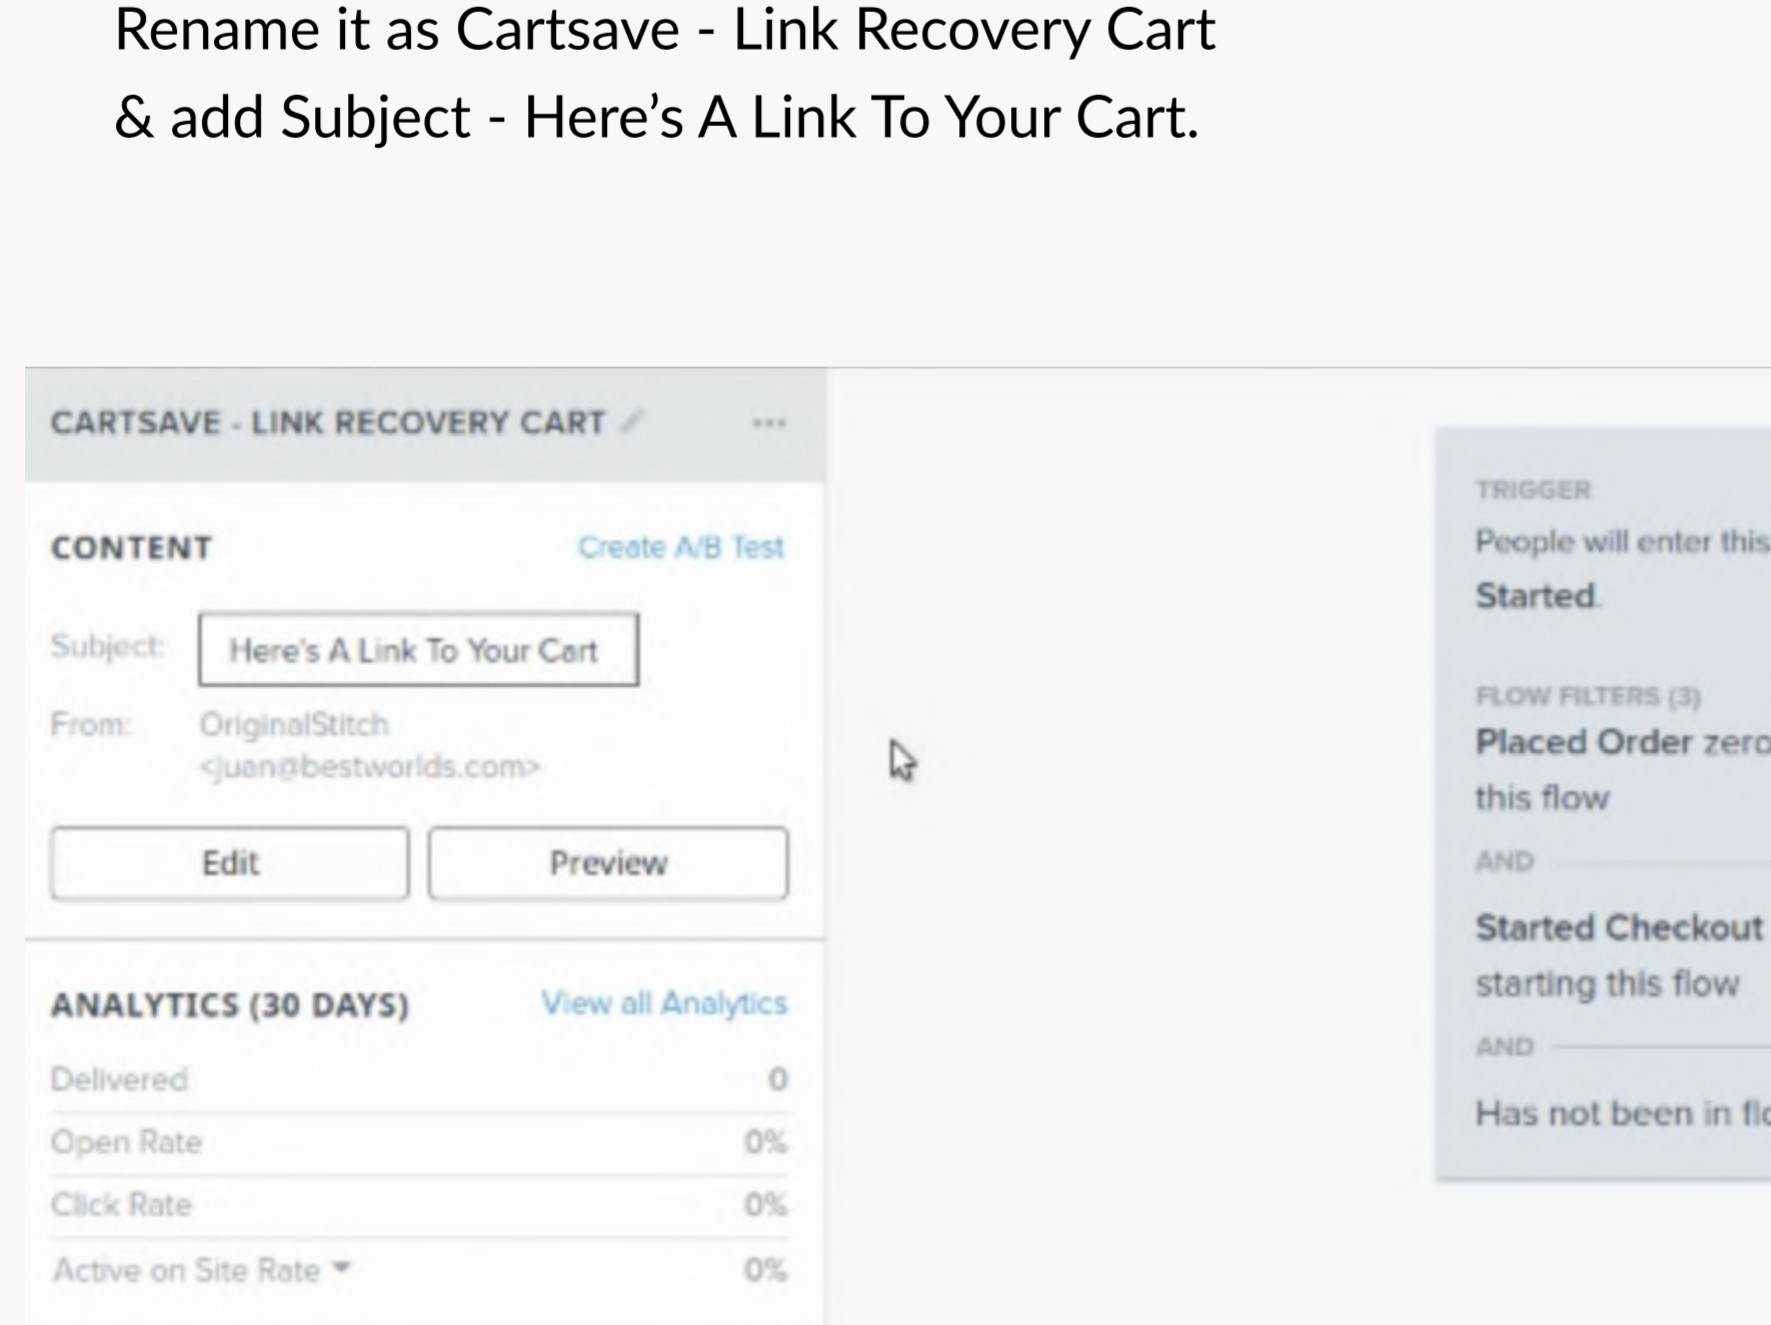 Rename it as Cartsave - Link Recovery Cart
& add Subject - Here’s A Link To Your Cart.
CARTSAVE - LINK RECOVERY CART
CONTENT
Create A/B Test
Subject:
Here's A Link To Your Cart
From:
OriginalStitch
<juan@bestworlds.com>
Edit
Preview
ANALYTICS (30 DAYS)
View all Analytics
Delivered
0
Open Rate
0%
Click Rate
0%
Active on Site Rate
0%
TRIGGER
People will enter this
Started.
FLOW FILTERS (3)
Placed Order zero
this flow
AND
Started Checkout
starting this flow
AND
Has not been in